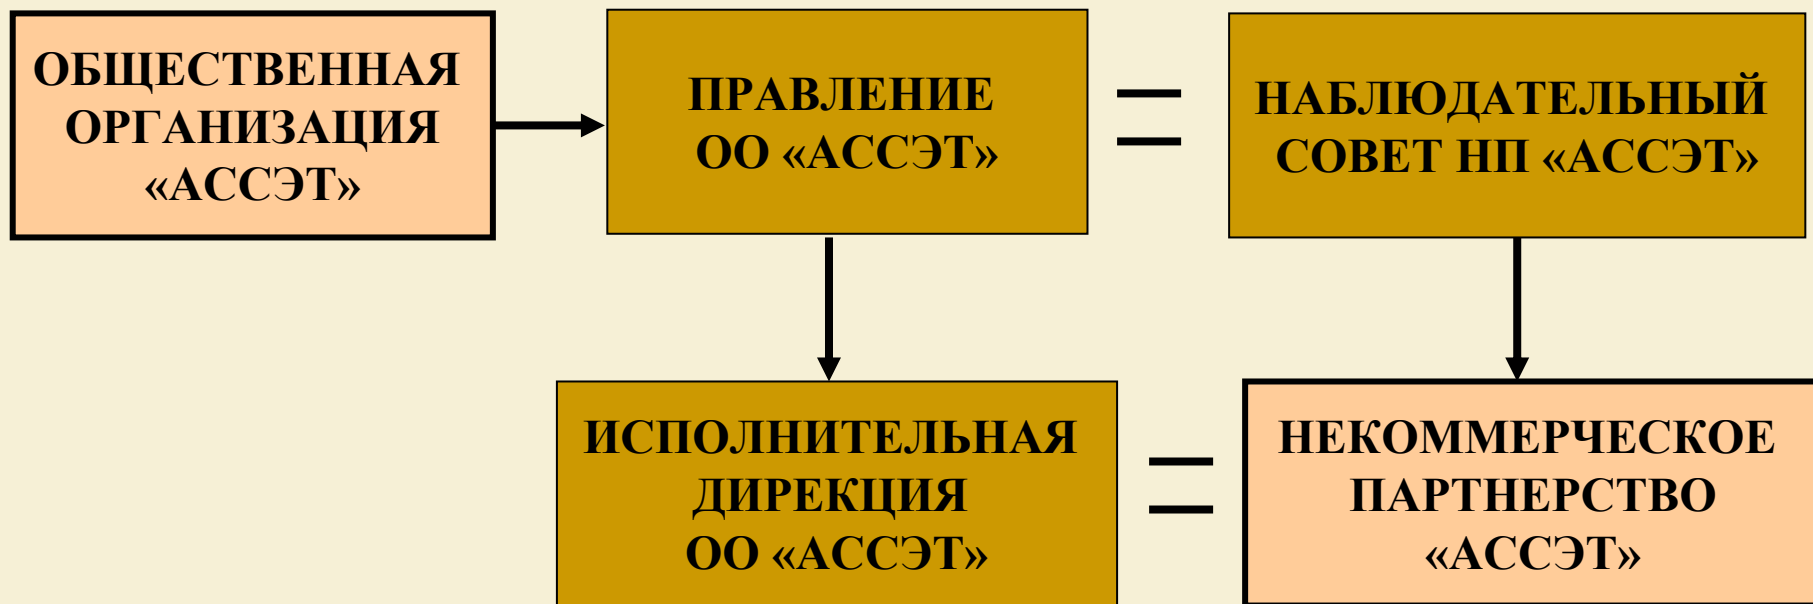 ОБЩЕСТВЕННАЯ
ОРГАНИЗАЦИЯ
«АССЭТ»
ПРАВЛЕНИЕ
ОО «АССЭТ»
=
НАБЛЮДАТЕЛЬНЫЙ
СОВЕТ НП «АССЭТ»
ИСПОЛНИТЕЛЬНАЯ
ДИРЕКЦИЯ
ОО «АССЭТ»
=
НЕКОММЕРЧЕСКОЕ
ПАРТНЕРСТВО
«АССЭТ»